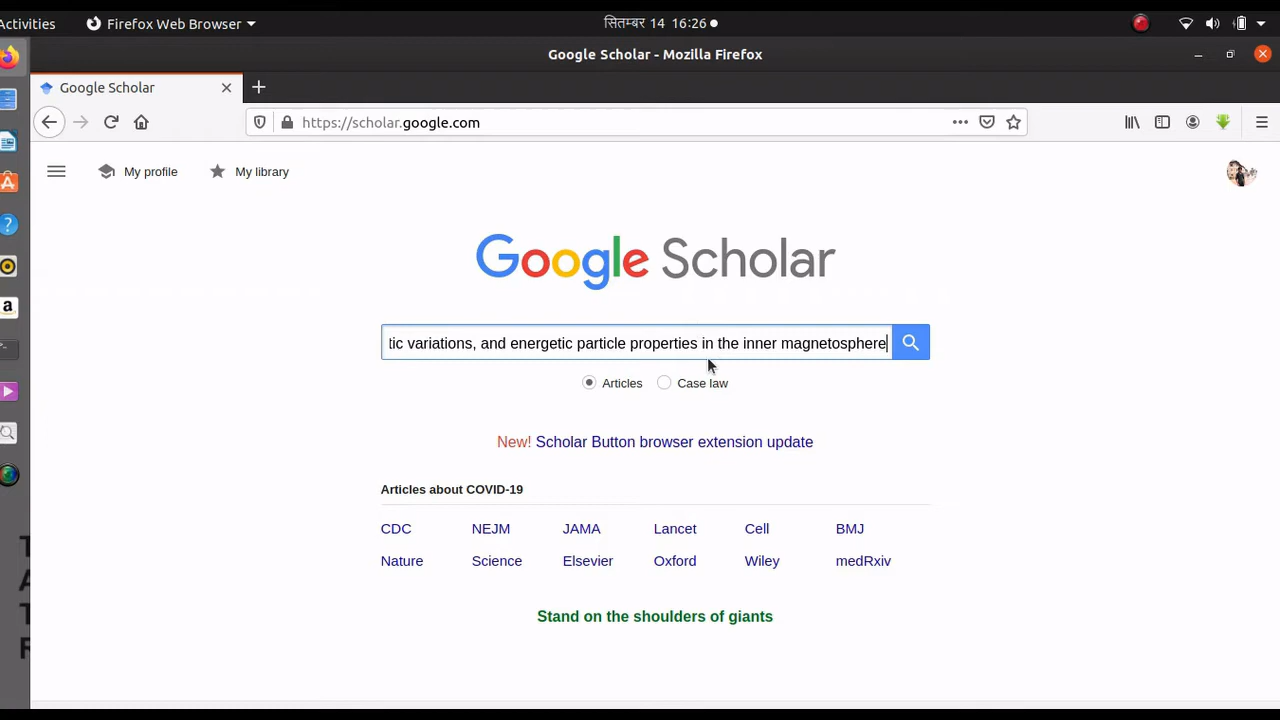 Activities Firefox Web Browser सितम्बर 14 16:26
Google Scholar - Mozilla Firefox
Google Scholar
https://scholar.google.com
My profile My library
Google Scholar
tic variations, and energetic particle properties in the inner magnetosphere
Articles Case law
New! Scholar Button browser extension update
Articles about COVID-19
CDC NEJM JAMA Lancet Cell BMJ
Nature Science Elsevier Oxford Wiley medRxiv
Stand on the shoulders of giants